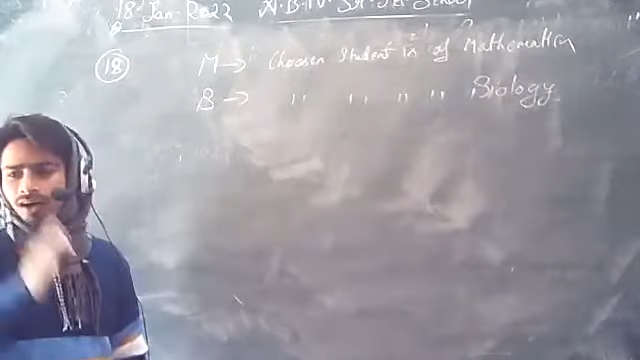 18 Jan-2022
18 M → Choosen Student is of Mathematics
B → " " " " Biology